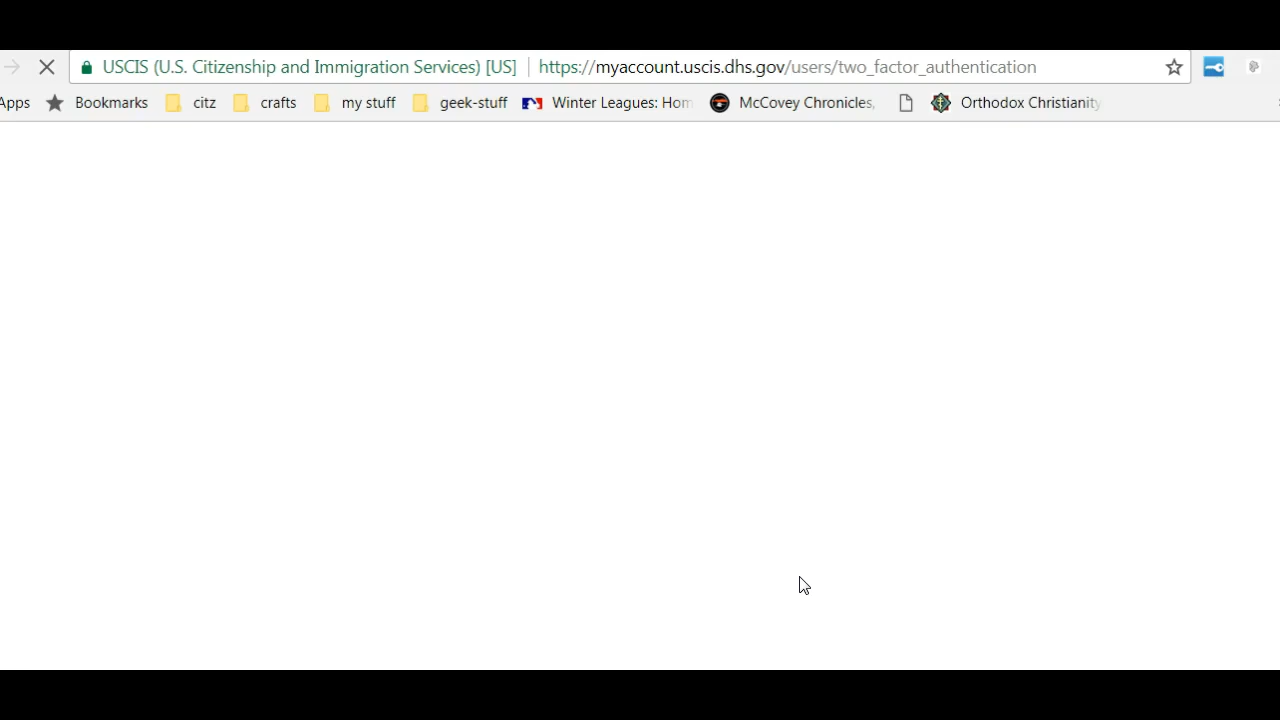 USCIS (U.S. Citizenship and Immigration Services) [US] https://myaccount.uscis.dhs.gov/users/two_factor_authentication
Apps Bookmarks citz crafts my stuff geek-stuff Winter Leagues: Hom McCovey Chronicles, Orthodox Christianity